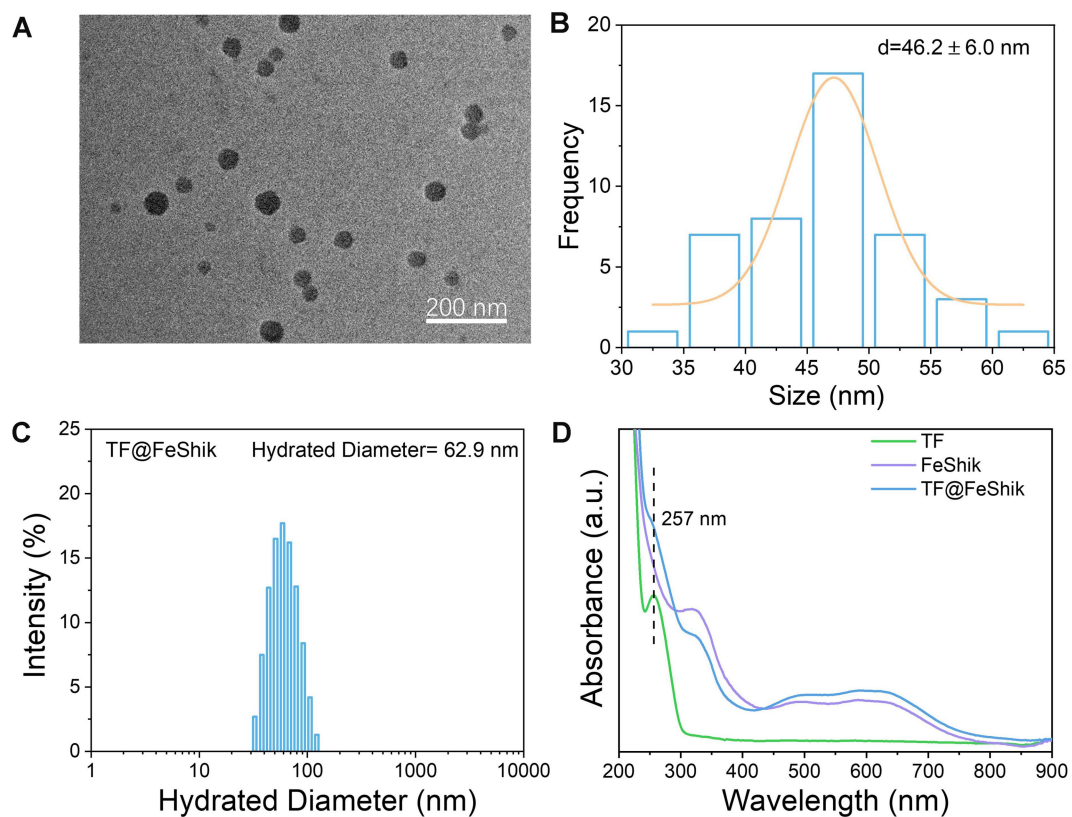 A
200 nm
B
d=46.2 ± 6.0 nm
Frequency
20
15
10
5
0
30 35 40 45 50 55 60 65
Size (nm)
C
TF@FeShik Hydrated Diameter= 62.9 nm
Intensity (%)
25
20
15
10
5
0
1 10 100 1000 10000
Hydrated Diameter (nm)
D
TF
FeShik
TF@FeShik
257 nm
Absorbance (a.u.)
200 300 400 500 600 700 800 900
Wavelength (nm)